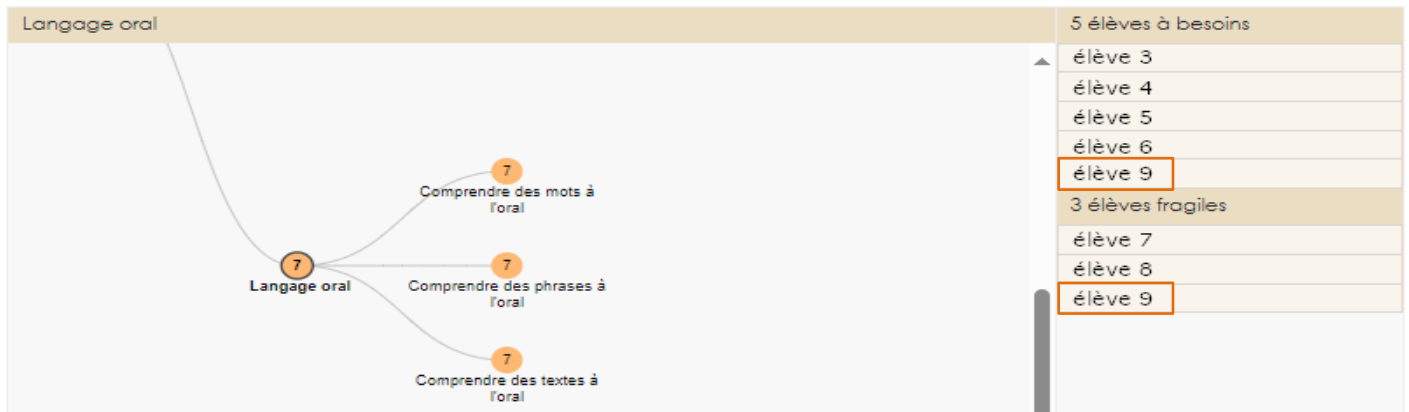 Langage oral
7
Comprendre des mots à
l'oral
7
Langage oral
7
Comprendre des phrases à
l'oral
7
Comprendre des textes à
l'oral
5 élèves à besoins
élève 3
élève 4
élève 5
élève 6
élève 9
3 élèves fragiles
élève 7
élève 8
élève 9